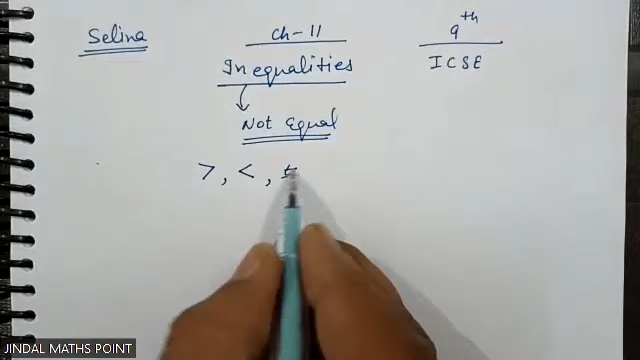 Selina
ch-11
9th
Inequalities
ICSE
Not Equal
>, <, ≠
JINDAL MATHS POINT